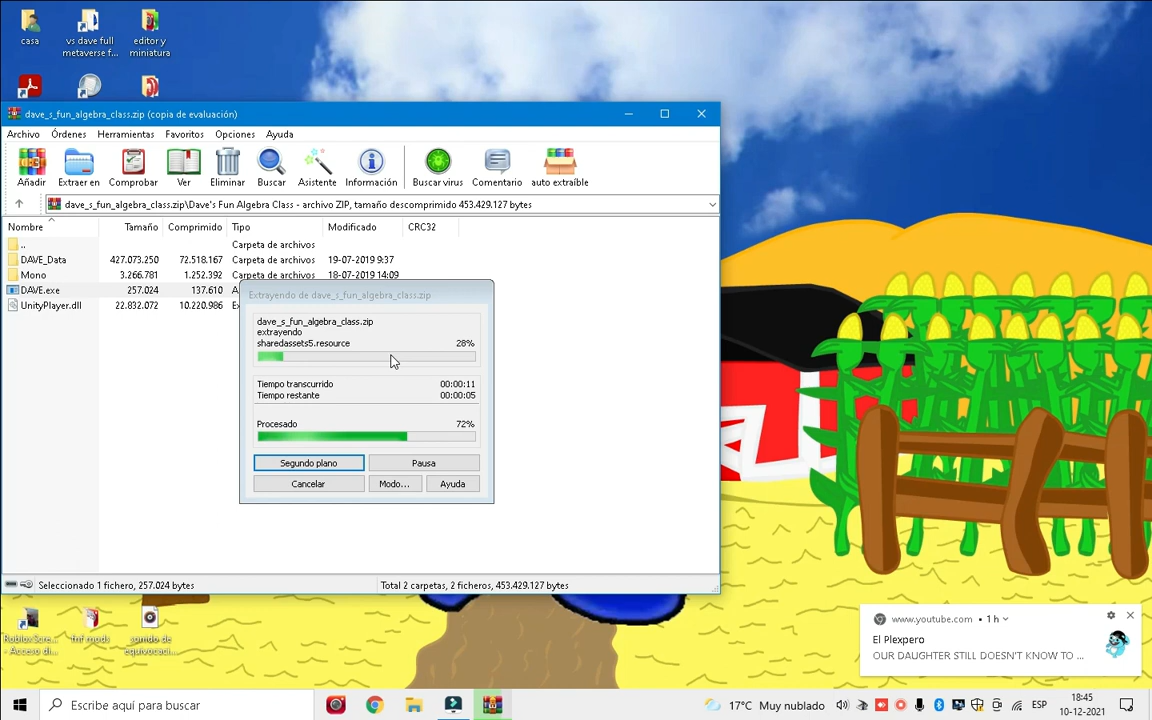 casa
vs dave full
metaverse f...
editor y
miniatura
dave_s_fun_algebra_class.zip (copia de evaluación)
Archivo Órdenes Herramientas Favoritos Opciones Ayuda
Añadir Extraer en Comprobar Ver Eliminar Buscar Asistente Información Buscar virus Comentario auto extraíble
dave_s_fun_algebra_class.zip\Dave's Fun Algebra Class - archivo ZIP, tamaño descomprimido 453.429.127 bytes
Nombre Tamaño Comprimido Tipo Modificado CRC32
.. Carpeta de archivos
DAVE_Data 427.073.250 72.518.167 Carpeta de archivos 19-07-2019 9:37
Mono 3.266.781 1.252.392 Carpeta de archivos 18-07-2019 14:09
DAVE.exe 257.024 137.610 A
UnityPlayer.dll 22.832.072 10.220.986 E
Extrayendo de dave_s_fun_algebra_class.zip
dave_s_fun_algebra_class.zip
extrayendo
sharedassets5.resource 28%
Tiempo transcurrido 00:00:11
Tiempo restante 00:00:05
Procesado 72%
Segundo plano Pausa
Cancelar Modo... Ayuda
Seleccionado 1 fichero, 257.024 bytes Total 2 carpetas, 2 ficheros, 453.429.127 bytes
RobloxScre...
- Acceso di...
fnf mods
sonido de
equivocaci...
www.youtube.com • 1 h
El Plexpero
OUR DAUGHTER STILL DOESN'T KNOW TO ...
Escribe aquí para buscar
17°C Muy nublado
ESP
18:45
10-12-2021